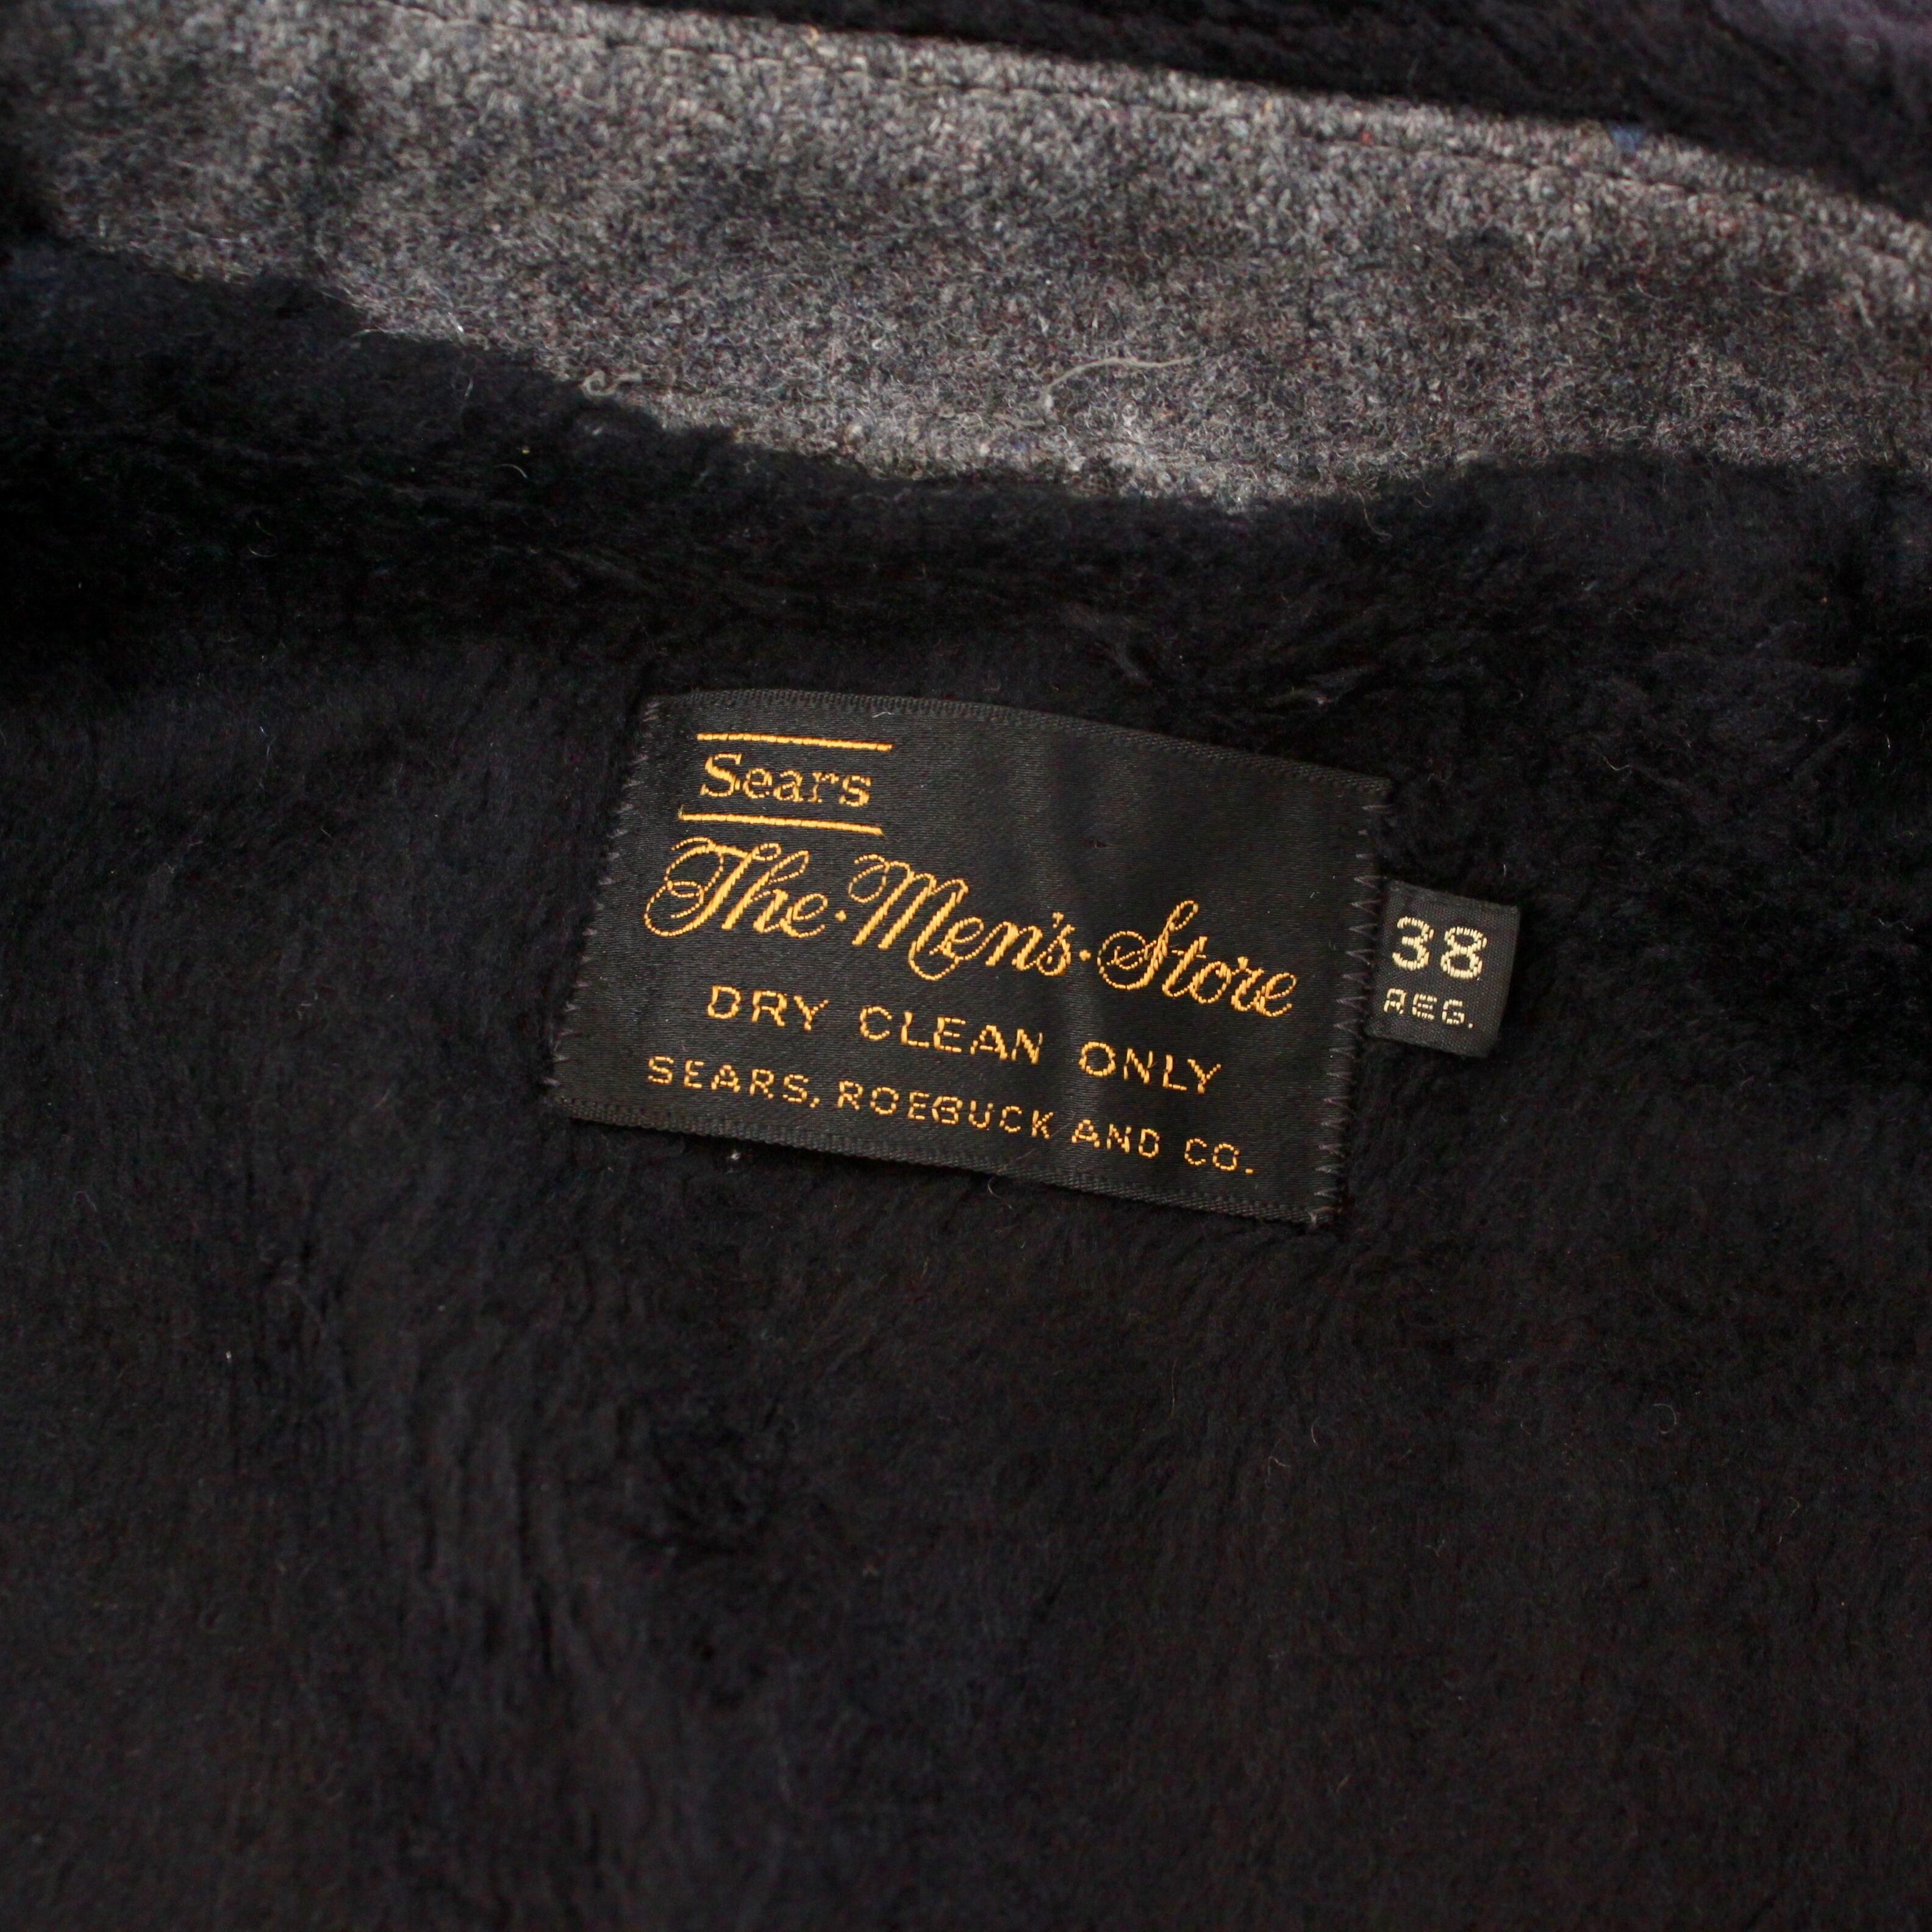 Sears
The·Men's·Store
DRY CLEAN ONLY
SEARS, ROEBUCK AND CO.
38
REG.